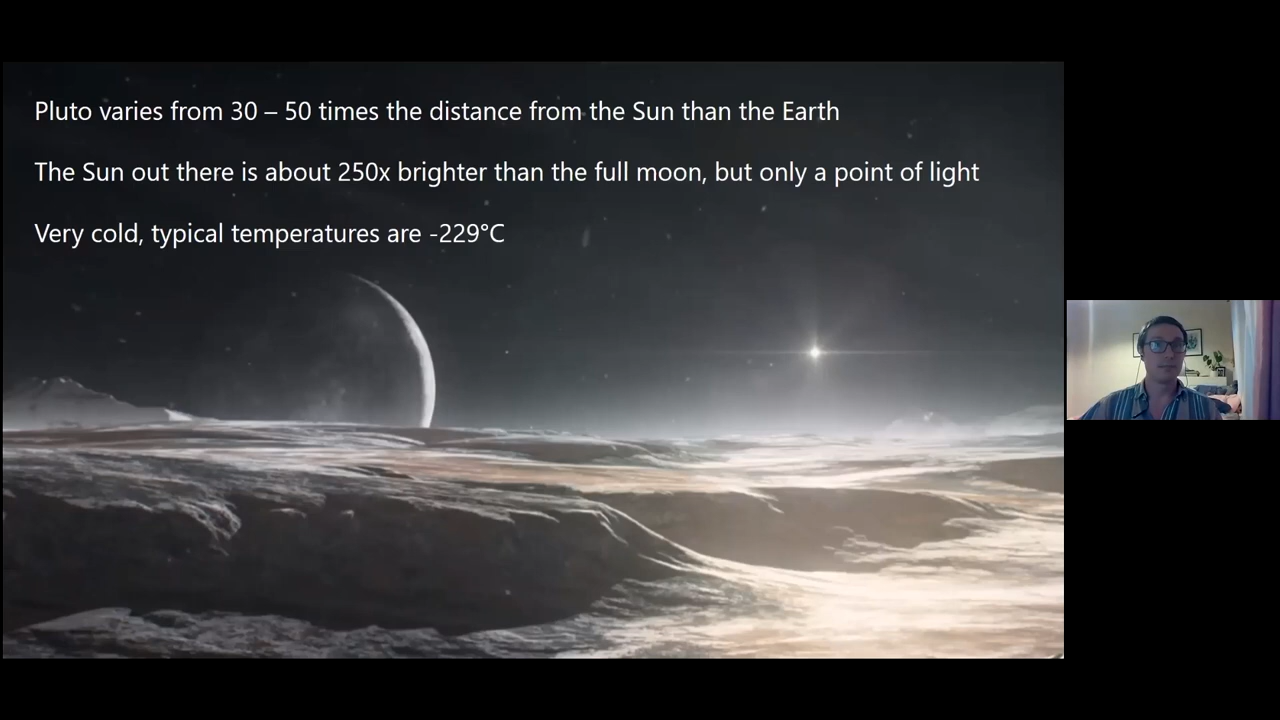 Pluto varies from 30 – 50 times the distance from the Sun than the Earth
The Sun out there is about 250x brighter than the full moon, but only a point of light
Very cold, typical temperatures are -229°C